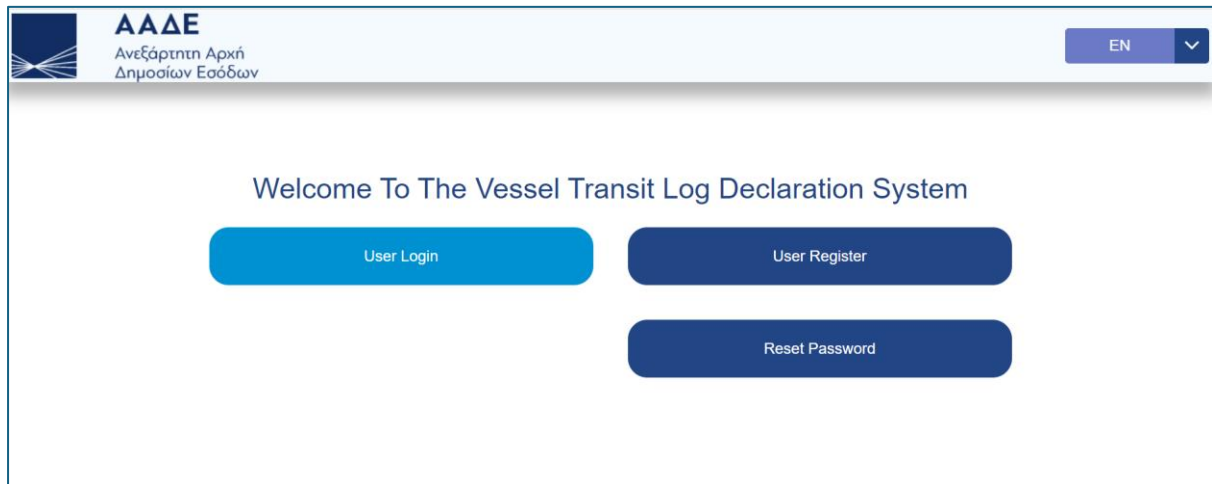 ΑΑΔΕ
Ανεξάρτητη Αρχή
Δημοσίων Εσόδων
EN
Welcome To The Vessel Transit Log Declaration System
User Login
User Register
Reset Password